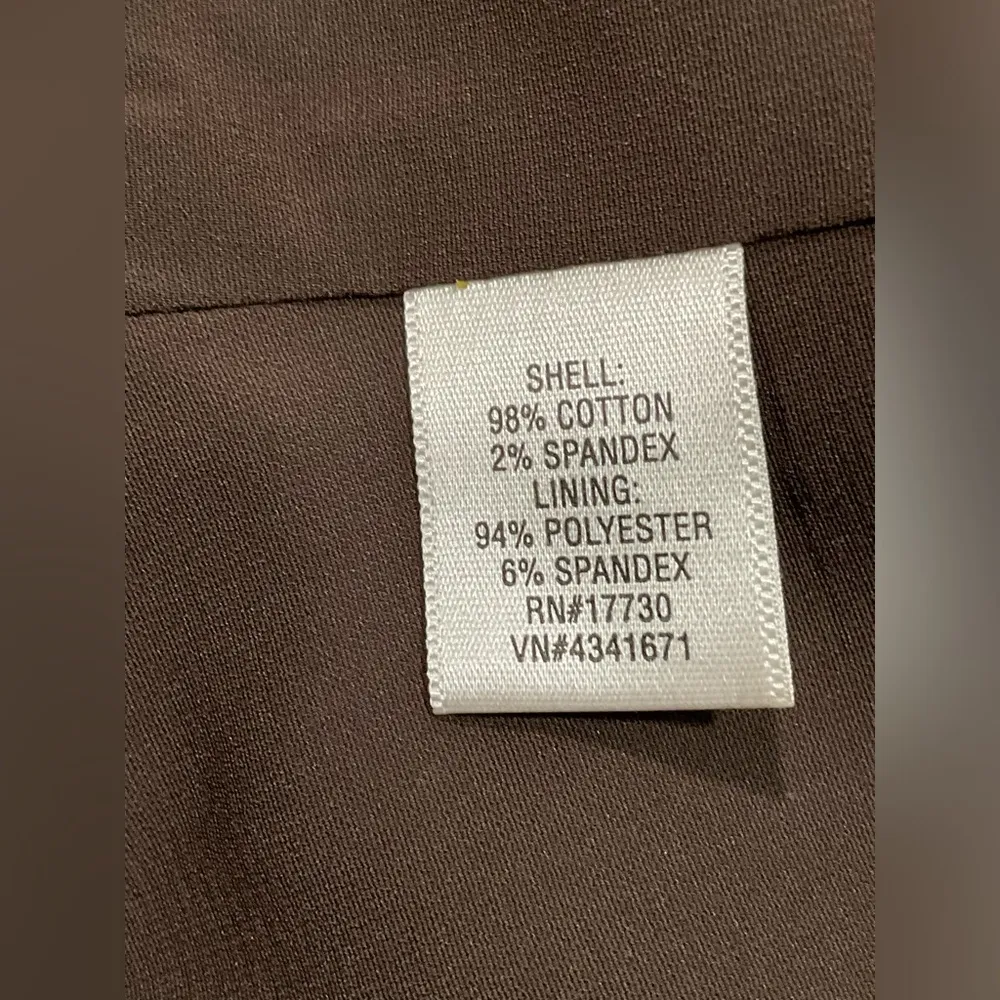 SHELL:
98% COTTON
2% SPANDEX
LINING:
94% POLYESTER
6% SPANDEX
RN#17730
VN#4341671